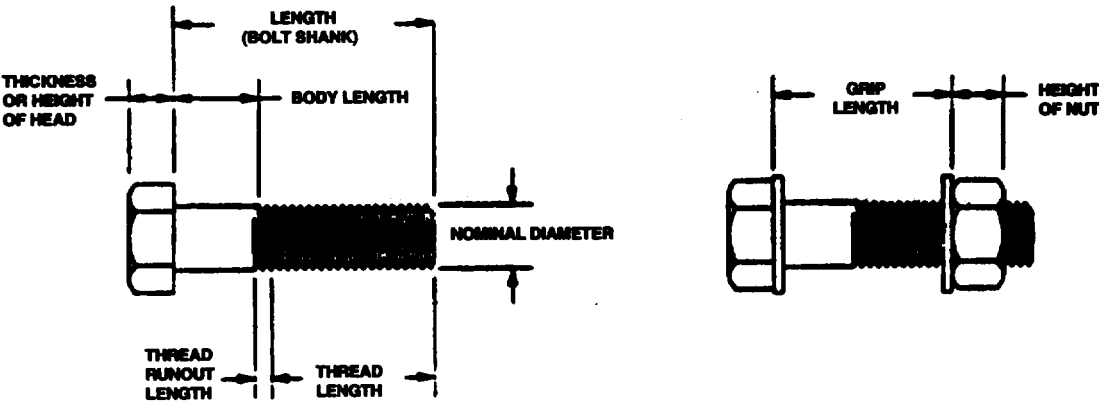 LENGTH
(BOLT SHANK)
THICKNESS
OR HEIGHT
OF HEAD
BODY LENGTH
NOMINAL DIAMETER
THREAD
RUNOUT
LENGTH
THREAD
LENGTH
GRIP
LENGTH
HEIGHT
OF NUT